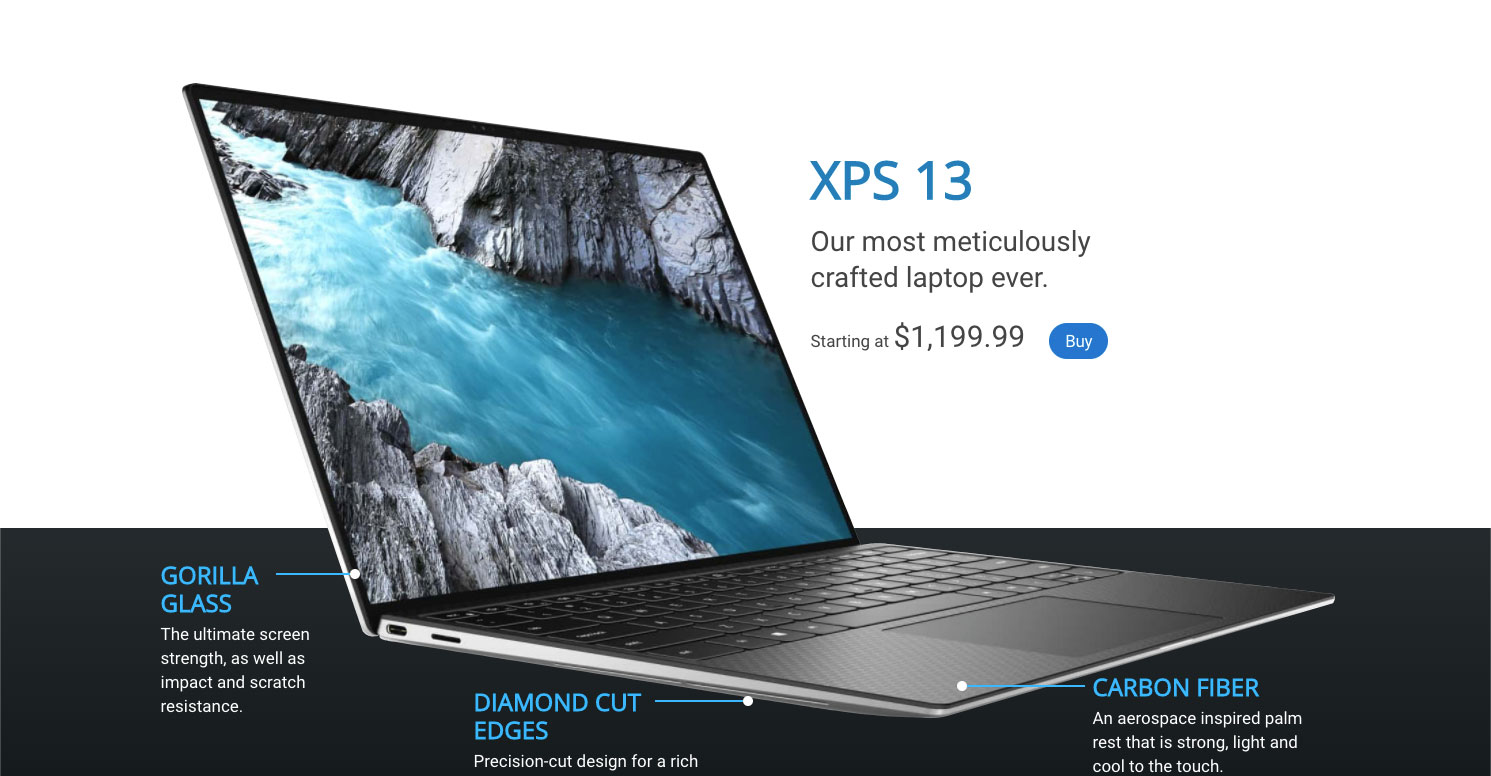 XPS 13
Our most meticulously
crafted laptop ever.
Starting at $1,199.99 Buy
GORILLA
GLASS
The ultimate screen
strength, as well as
impact and scratch
resistance.
DIAMOND CUT
EDGES
Precision-cut design for a rich
CARBON FIBER
An aerospace inspired palm
rest that is strong, light and
cool to the touch.